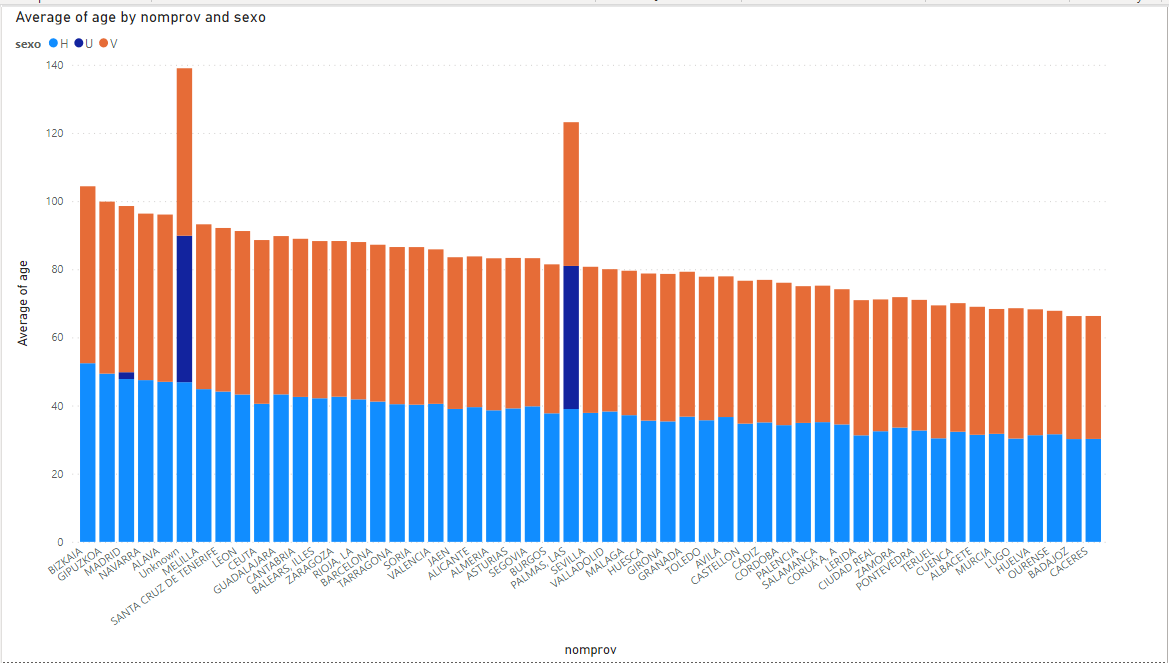 Average of age by nomprov and sexo
sexo H U V
140
120
100
80
60
40
20
0
Average of age
BIZKAIA
GIPUZKOA
MADRID
NAVARRA
ALAVA
Unknown
MELILLA
SANTA CRUZ DE TENERIFE
LEON
CEUTA
GUADALAJARA
CANTABRIA
BALEARS, ILLES
ZARAGOZA
RIOJA, LA
BARCELONA
TARRAGONA
SORIA
VALENCIA
JAEN
ALICANTE
ALMERIA
ASTURIAS
SEGOVIA
BURGOS
PALMAS, LAS
SEVILLA
VALLADOLID
MALAGA
HUESCA
GIRONA
GRANADA
TOLEDO
AVILA
CASTELLON
CADIZ
CORDOBA
PALENCIA
SALAMANCA
CORUÑA, A
LERIDA
CIUDAD REAL
ZAMORA
PONTEVEDRA
TERUEL
CUENCA
ALBACETE
MURCIA
LUGO
HUELVA
OURENSE
BADAJOZ
CACERES
nomprov